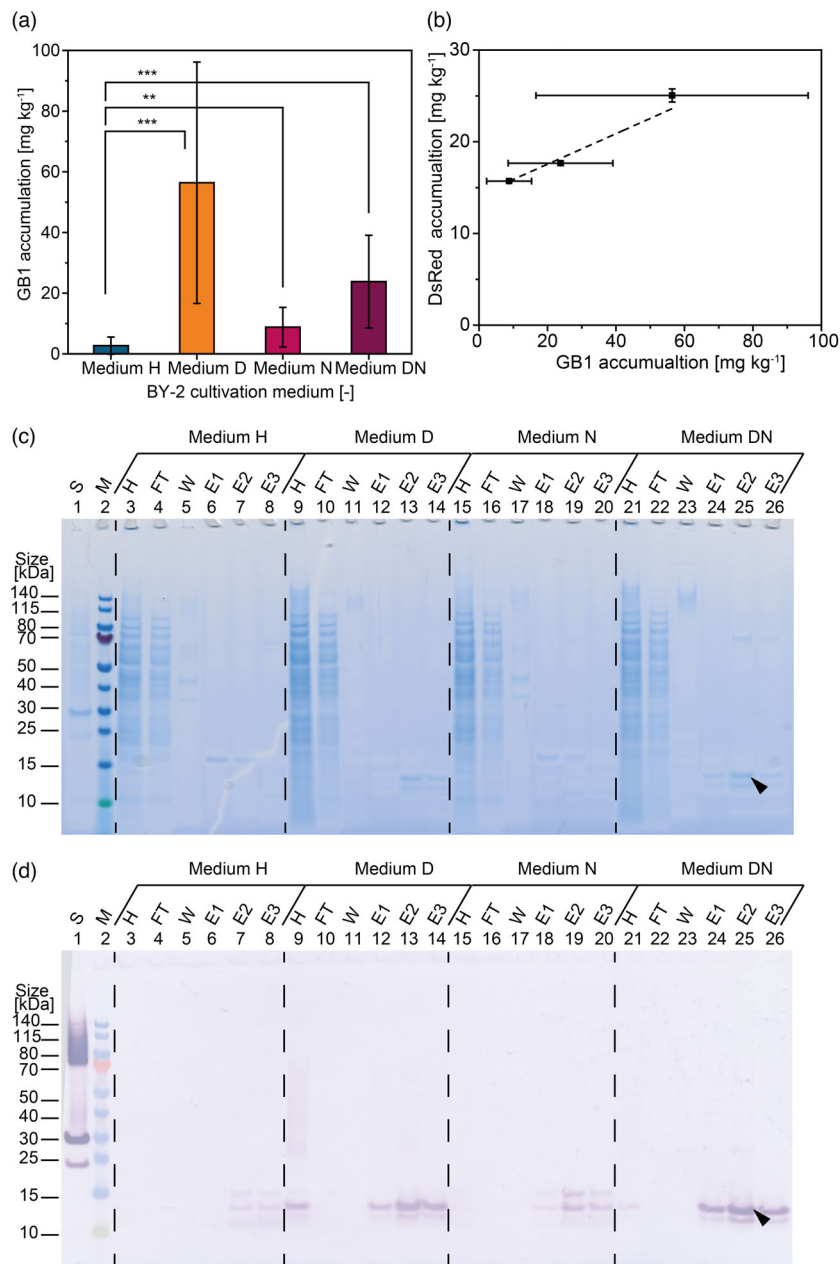 (a)
GB1 accumulation [mg kg⁻¹]
100
80
60
40
20
0
***
**
***
Medium H Medium D Medium N Medium DN
BY-2 cultivation medium [-]
(b)
DsRed accumualtion [mg kg⁻¹]
30
25
20
15
10
5
0
0 20 40 60 80 100
GB1 accumualtion [mg kg⁻¹]
(c)
Medium H Medium D Medium N Medium DN
S M H FT W E1 E2 E3 H FT W E1 E2 E3 H FT W E1 E2 E3 H FT W E1 E2 E3
1 2 3 4 5 6 7 8 9 10 11 12 13 14 15 16 17 18 19 20 21 22 23 24 25 26
Size
[kDa]
140
115
80
70
50
40
30
25
15
10
(d)
Medium H Medium D Medium N Medium DN
S M H FT W E1 E2 E3 H FT W E1 E2 E3 H FT W E1 E2 E3 H FT W E1 E2 E3
1 2 3 4 5 6 7 8 9 10 11 12 13 14 15 16 17 18 19 20 21 22 23 24 25 26
Size
[kDa]
140
115
80
70
50
40
30
25
15
10